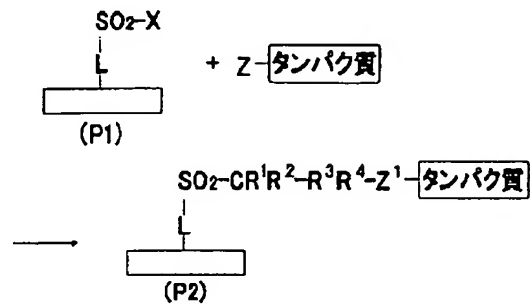 SO2-X
L
+ Z-タンパク質
(P1)
SO2-CR¹R²-R³R⁴-Z¹-タンパク質
L
(P2)